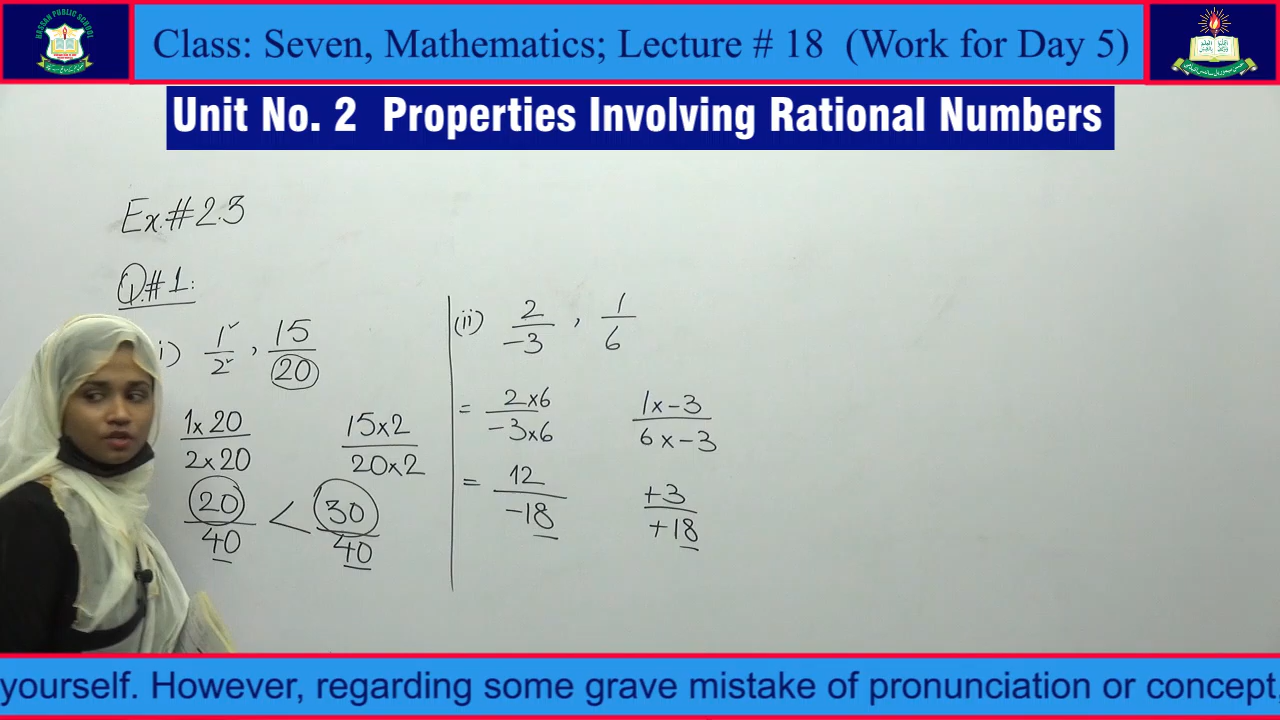 HASSAN PUBLIC SCHOOL
Class: Seven, Mathematics; Lecture # 18 (Work for Day 5)
Unit No. 2 Properties Involving Rational Numbers
Ex.#2.3
Q#1:
i) 1/2 , 15/20
1x20/2x20 15x2/20x2
20/40 < 30/40
(ii) 2/-3 , 1/6
= 2x6/-3x6 1x-3/6x-3
= 12/-18 +3/+18
yourself. However, regarding some grave mistake of pronunciation or concept,